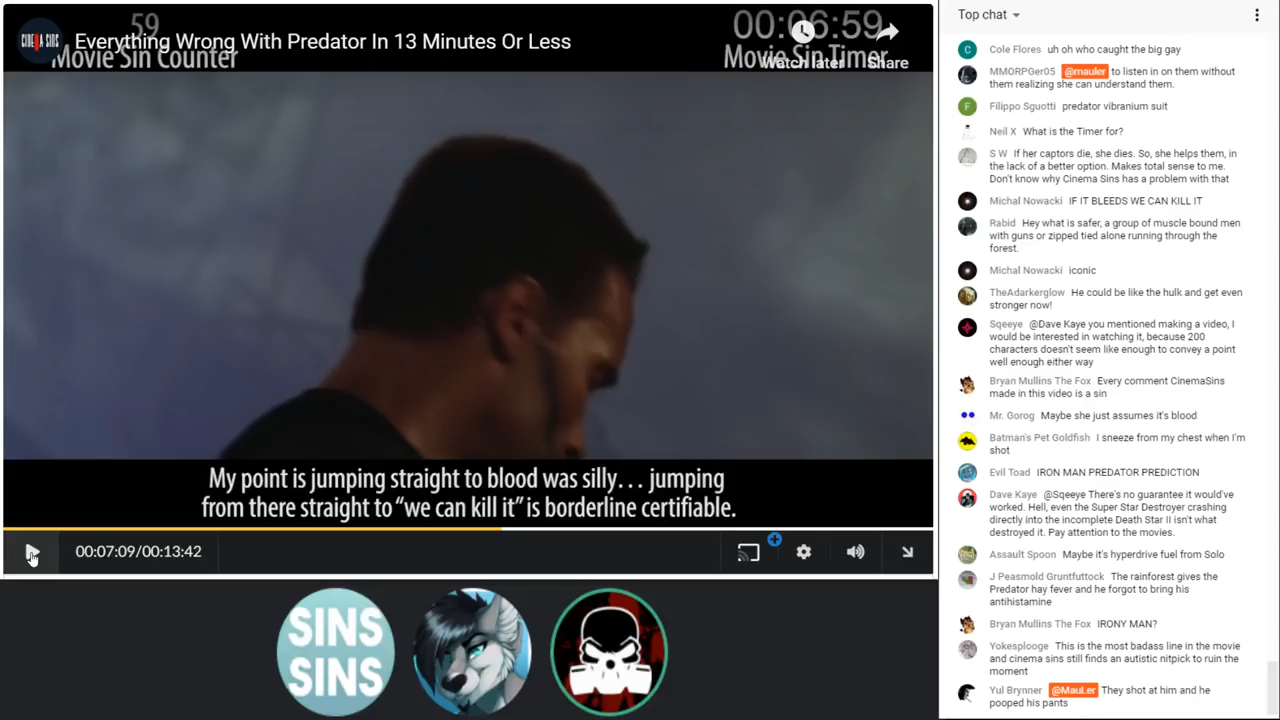 59
Movie Sin Counter
00:06:59
Movie Sin Timer
CINEMA SINS
Everything Wrong With Predator In 13 Minutes Or Less
Watch later
Share
My point is jumping straight to blood was silly… jumping
from there straight to “we can kill it” is borderline certifiable.
00:07:09/00:13:42
SINS
SINS
Top chat
Cole Flores uh oh who caught the big gay
MMORPGer05 @mauler to listen in on them without
them realizing she can understand them.
Filippo Sguotti predator vibranium suit
Neil X What is the Timer for?
S W If her captors die, she dies. So, she helps them, in
the lack of a better option. Makes total sense to me.
Don't know why Cinema Sins has a problem with that
Michal Nowacki IF IT BLEEDS WE CAN KILL IT
Rabid Hey what is safer, a group of muscle bound men
with guns or zipped tied alone running through the
forest.
Michal Nowacki iconic
TheAdarkerglow He could be like the hulk and get even
stronger now!
Sqeeye @Dave Kaye you mentioned making a video, I
would be interested in watching it, because 200
characters doesn't seem like enough to convey a point
well enough either way
Bryan Mullins The Fox Every comment CinemaSins
made in this video is a sin
Mr. Gorog Maybe she just assumes it's blood
Batman's Pet Goldfish I sneeze from my chest when I'm
shot
Evil Toad IRON MAN PREDATOR PREDICTION
Dave Kaye @Sqeeye There's no guarantee it would've
worked. Hell, even the Super Star Destroyer crashing
directly into the incomplete Death Star II isn't what
destroyed it. Pay attention to the movies.
Assault Spoon Maybe it's hyperdrive fuel from Solo
J Peasmold Gruntfuttock The rainforest gives the
Predator hay fever and he forgot to bring his
antihistamine
Bryan Mullins The Fox IRONY MAN?
Yokesplooge This is the most badass line in the movie
and cinema sins still finds an autistic nitpick to ruin the
moment
Yul Brynner @MauLer They shot at him and he
pooped his pants